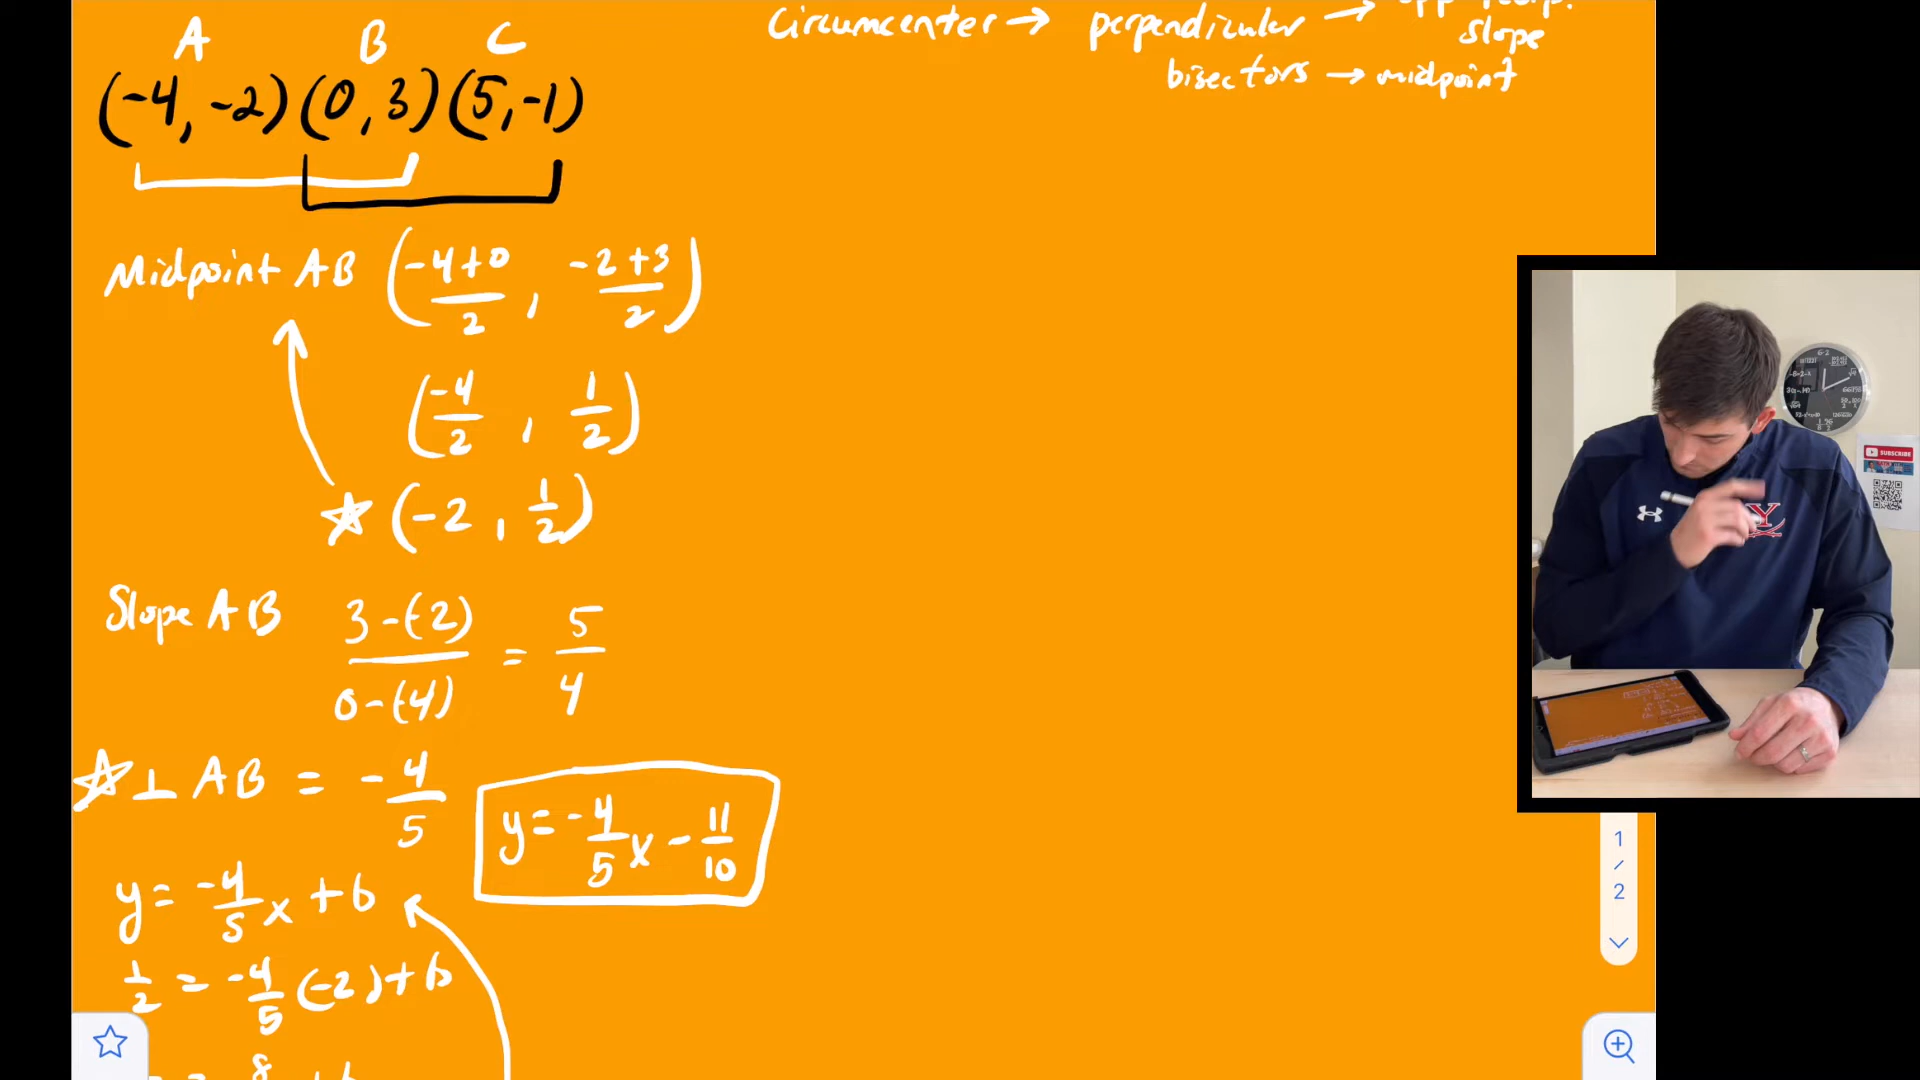 A B C
(-4, -2) (0, 3) (5, -1)
Circumcenter → perpendicular →
slope
bisectors → midpoint
Midpoint AB (-4+0/2, -2+3/2)
(-4/2, 1/2)
☆ (-2, 1/2)
Slope AB 3-(-2)/0-(-4) = 5/4
☆ ⊥ AB = -4/5
y = -4/5x - 11/10
y = -4/5x + b
1/2 = -4/5(-2) + b
SUBSCRIBE
Y
1
/
2